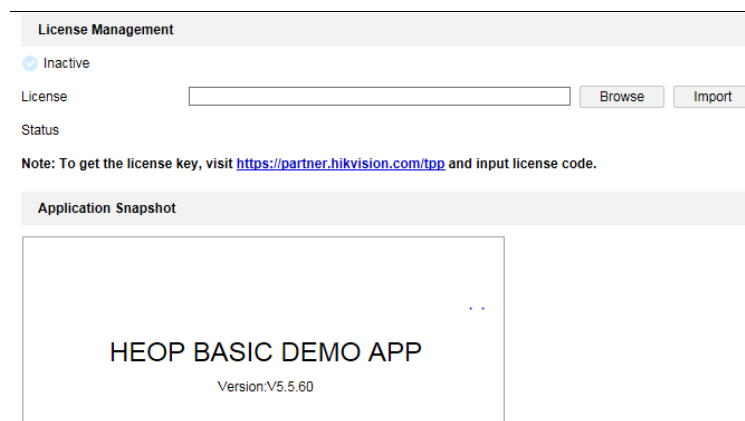 License Management
Inactive
License Browse Import
Status
Note: To get the license key, visit https://partner.hikvision.com/tpp and input license code.
Application Snapshot
HEOP BASIC DEMO APP
Version:V5.5.60